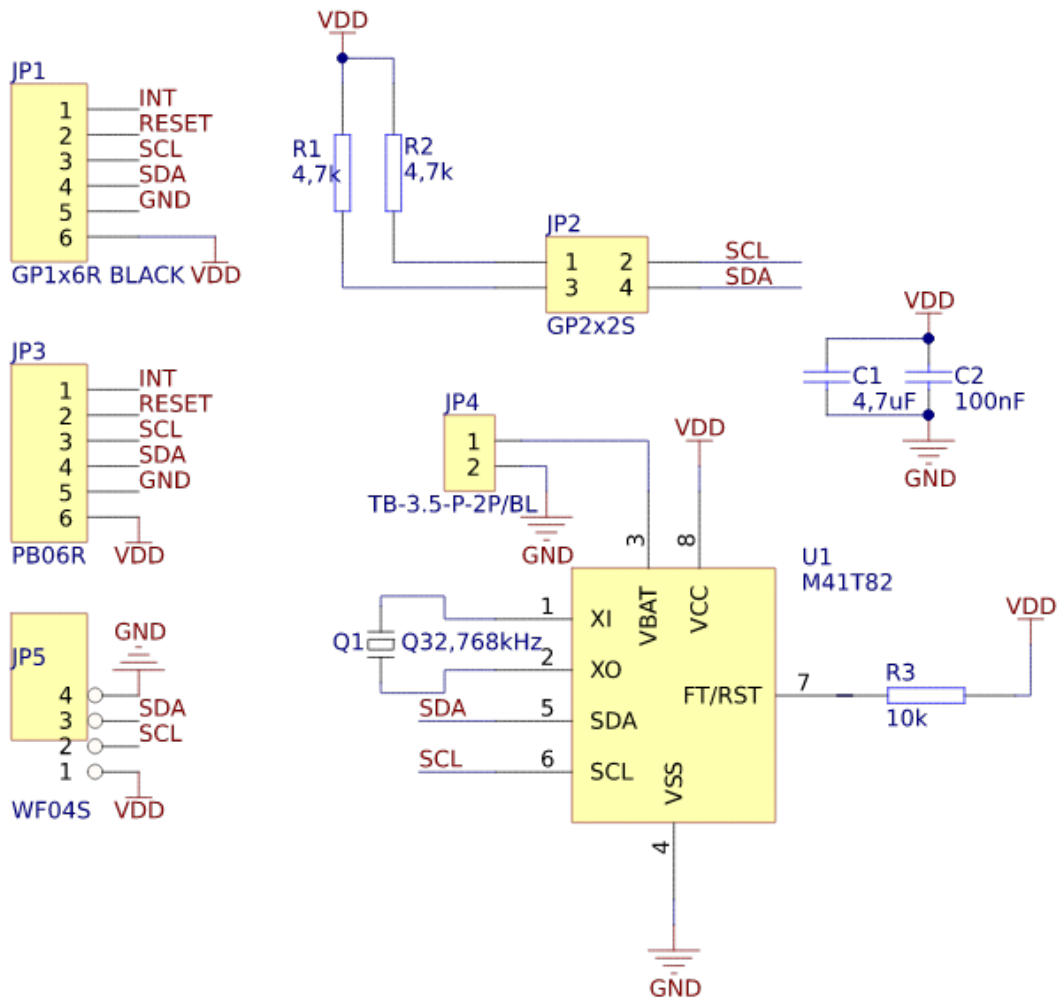 VDD
JP1
1 INT
2 RESET
3 SCL
4 SDA
5 GND
6
GP1x6R BLACK VDD
R1
4,7k
R2
4,7k
JP2
1 2 SCL
3 4 SDA
GP2x2S
VDD
C1
4,7uF
C2
100nF
GND
JP3
1 INT
2 RESET
3 SCL
4 SDA
5 GND
6
PB06R VDD
JP4
1
2
TB-3.5-P-2P/BL
GND
VDD
3
8
U1
M41T82
VBAT
VCC
1 XI
Q1 Q32,768kHz
2 XO
SDA 5 SDA
SCL 6 SCL
VSS
4
GND
FT/RST 7
R3
10k
VDD
GND
JP5
4
3 SDA
2 SCL
1
WF04S VDD